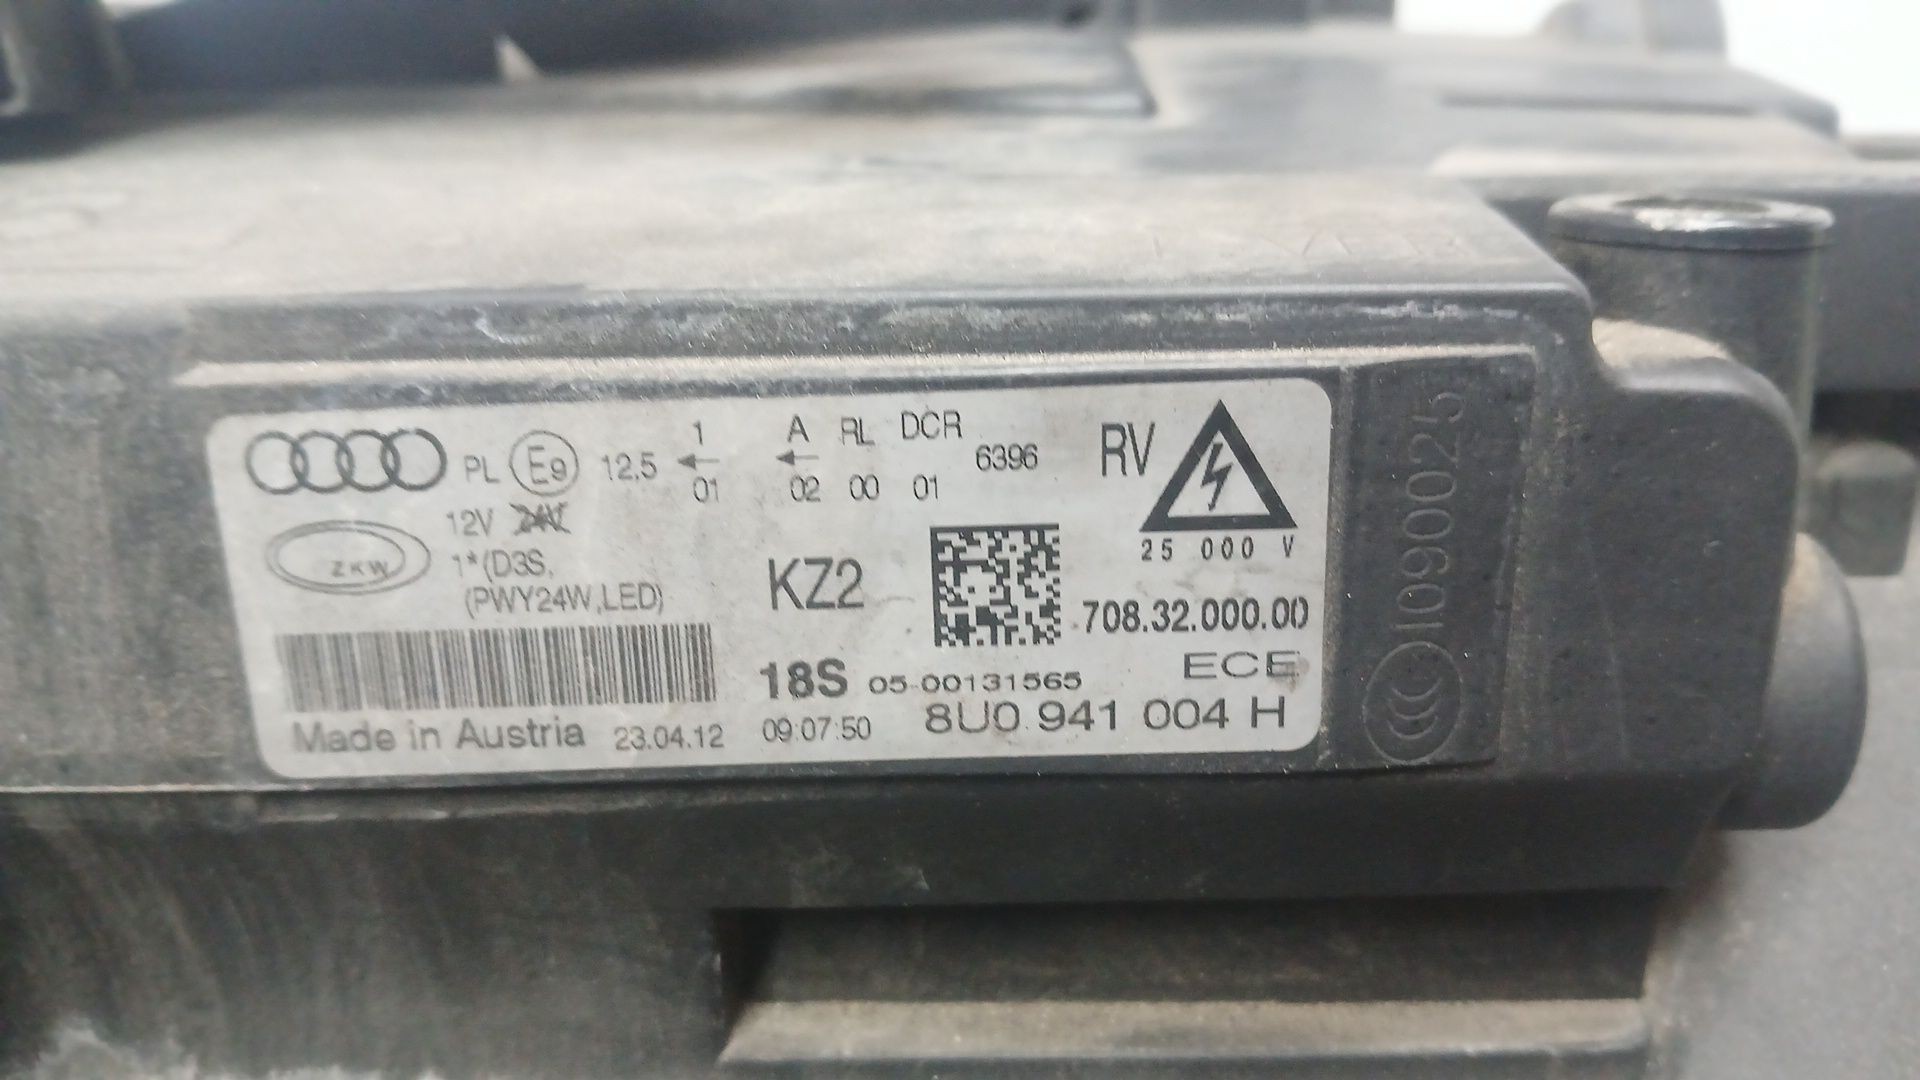 PL E9 12,5 1 01 A 02 RL 00 DCR 01 6396 RV
12V 24V
ZKW
1*(D3S,
(PWY24W,LED)
KZ2
25 000 V
708.32.000.00
18S 05-00131565 ECE
Made in Austria 23.04.12 09:07:50 8U0 941 004 H
I090025